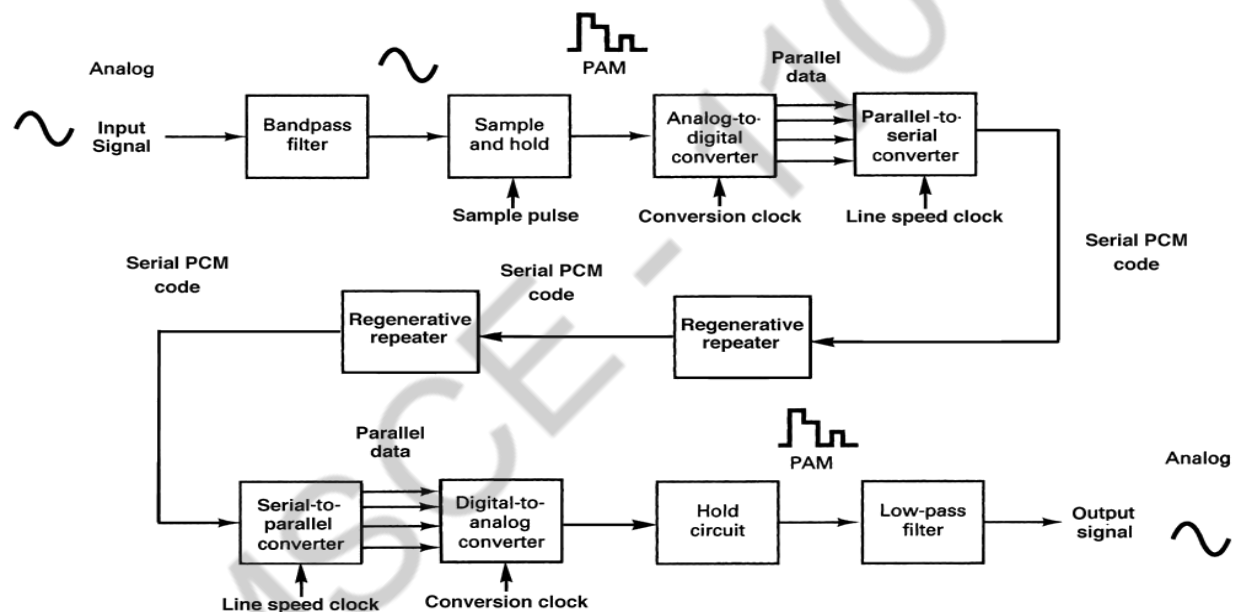 Analog
Input
Signal
Bandpass
filter
Sample
and hold
Sample pulse
PAM
Analog-to-
digital
converter
Conversion clock
Parallel
data
Parallel-to-
serial
converter
Line speed clock
Serial PCM
code
Regenerative
repeater
Serial PCM
code
Regenerative
repeater
Serial PCM
code
Serial-to-
parallel
converter
Line speed clock
Parallel
data
Digital-to-
analog
converter
Conversion clock
Hold
circuit
PAM
Low-pass
filter
Output
signal
Analog
MSCE - 110